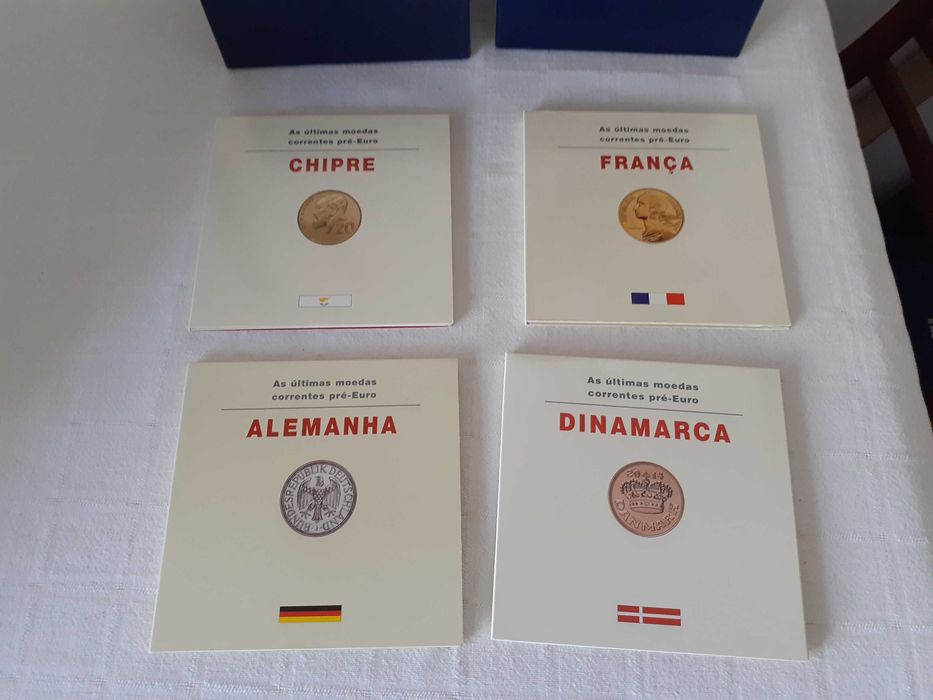 As últimas moedas
correntes pré-Euro
CHIPRE
20
As últimas moedas
correntes pré-Euro
FRANÇA
As últimas moedas
correntes pré-Euro
ALEMANHA
BUNDESREPUBLIK DEUTSCHLAND
As últimas moedas
correntes pré-Euro
DINAMARCA
DANMARK